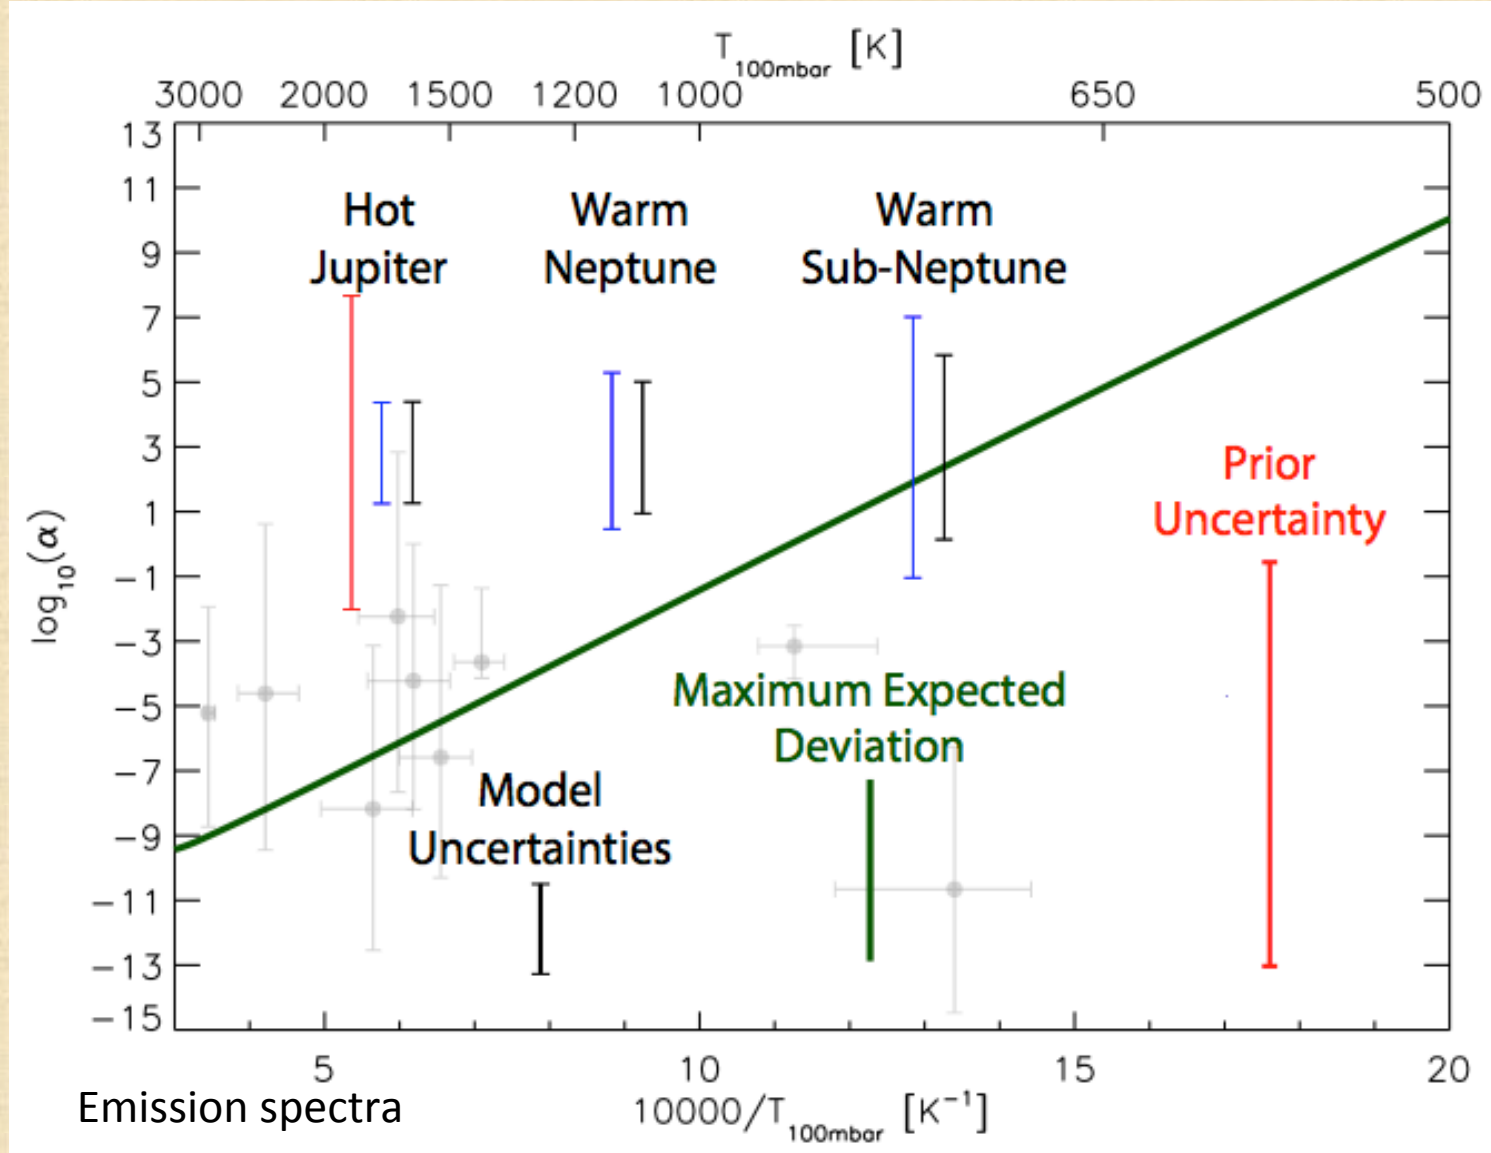 T100mbar [K]
3000 2000 1500 1200 1000 650 500
13
11
9
7
5
3
1
−1
−3
−5
−7
−9
−11
−13
−15
log10(α)
Hot
Jupiter
Warm
Neptune
Warm
Sub-Neptune
Prior
Uncertainty
Maximum Expected
Deviation
Model
Uncertainties
5 10 15 20
10000/T100mbar [K−1]
Emission spectra